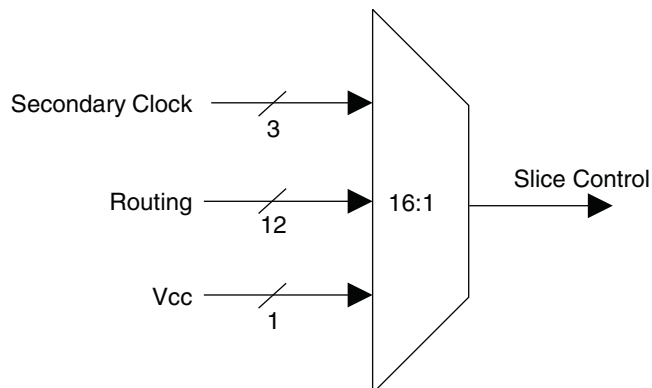 Secondary Clock
3
Routing
12
Vcc
1
16:1
Slice Control